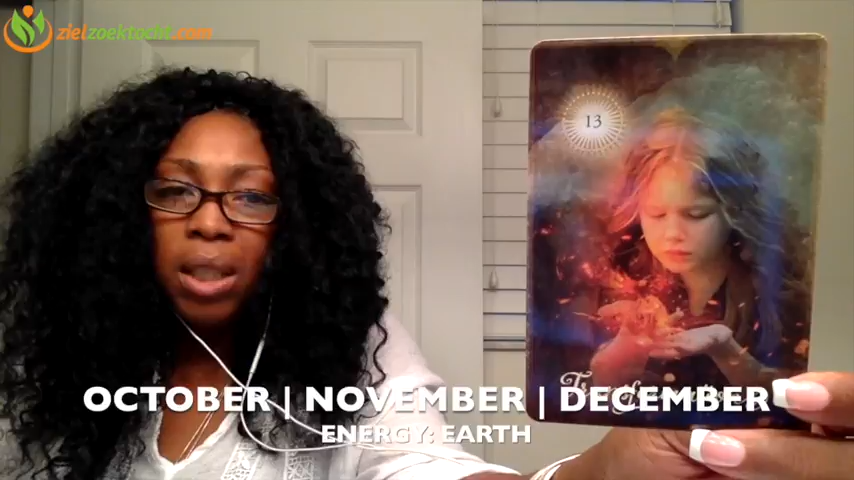 zielzoektocht.com
13
OCTOBER | NOVEMBER | DECEMBER
ENERGY: EARTH